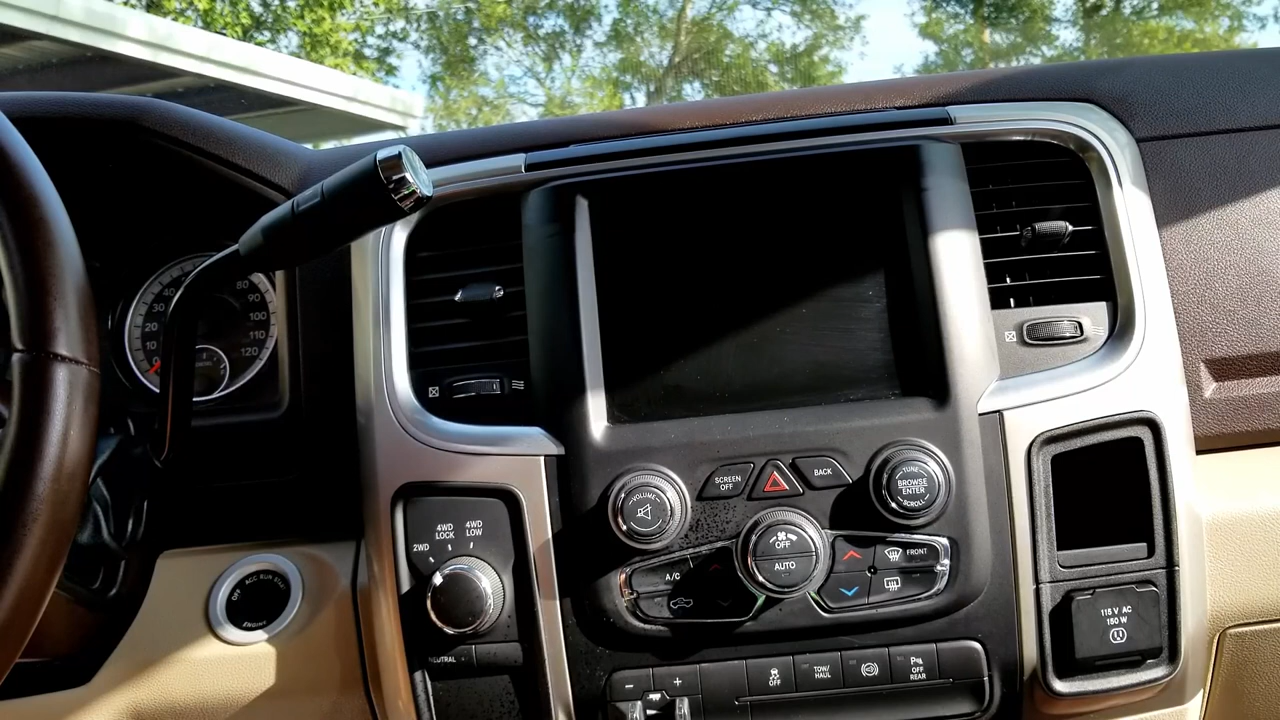 30
40
80
90
20
100
10
110
0
120
VOLUME
SCREEN
OFF
BACK
TUNE
BROWSE
ENTER
SCROLL
4WD
LOCK
4WD
LOW
2WD
OFF
AUTO
A/C
FRONT
OFF
ACC RUN START
ENGINE
NEUTRAL
115 V AC
150 W
- +
OFF
TOW/
HAUL
P
OFF
REAR